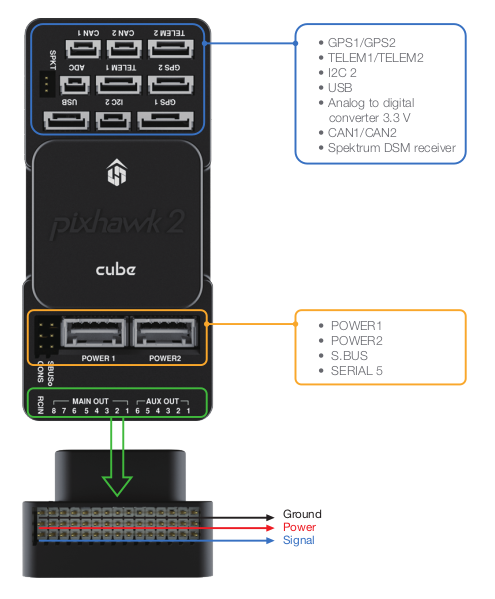 CAN 1
CAN 2
TELEM 2
SPKT
ADC
TELEM 1
GPS 2
USB
I2C 2
GPS 1
• GPS1/GPS2
• TELEM1/TELEM2
• I2C 2
• USB
• Analog to digital
converter 3.3 V
• CAN1/CAN2
• Spektrum DSM receiver
pixhawk 2
cube
POWER 1
POWER2
SBUSo
CONS
• POWER1
• POWER2
• S.BUS
• SERIAL 5
RCIN
MAIN OUT
AUX OUT
8 7 6 5 4 3 2 1 6 5 4 3 2 1
Ground
Power
Signal